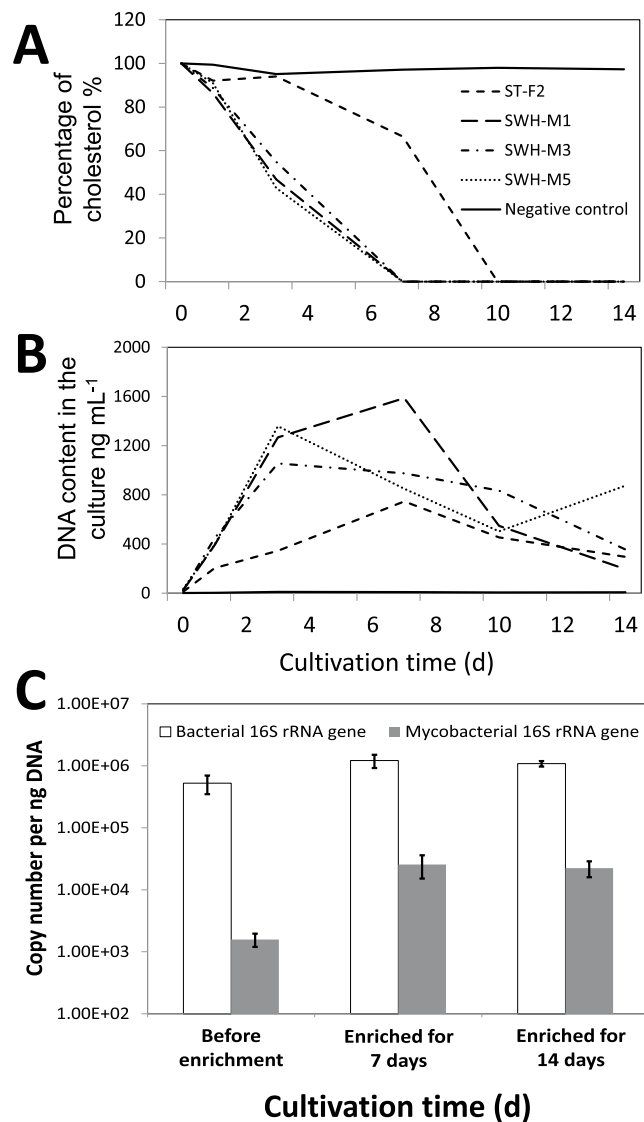 A
Percentage of
cholesterol %
120
100
80
60
40
20
0
ST-F2
SWH-M1
SWH-M3
SWH-M5
Negative control
0 2 4 6 8 10 12 14
B
DNA content in the
culture ng mL-1
2000
1600
1200
800
400
0
0 2 4 6 8 10 12 14
Cultivation time (d)
C
Copy number per ng DNA
1.00E+07
1.00E+06
1.00E+05
1.00E+04
1.00E+03
1.00E+02
Bacterial 16S rRNA gene Mycobacterial 16S rRNA gene
Before enrichment
Enriched for 7 days
Enriched for 14 days
Cultivation time (d)